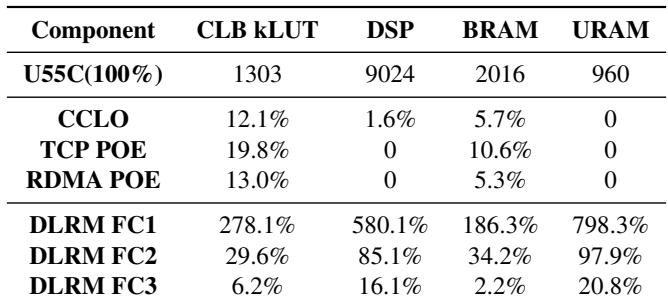 Component CLB kLUT DSP BRAM URAM
U55C(100%) 1303 9024 2016 960
CCLO 12.1% 1.6% 5.7% 0
TCP POE 19.8% 0 10.6% 0
RDMA POE 13.0% 0 5.3% 0
DLRM FC1 278.1% 580.1% 186.3% 798.3%
DLRM FC2 29.6% 85.1% 34.2% 97.9%
DLRM FC3 6.2% 16.1% 2.2% 20.8%